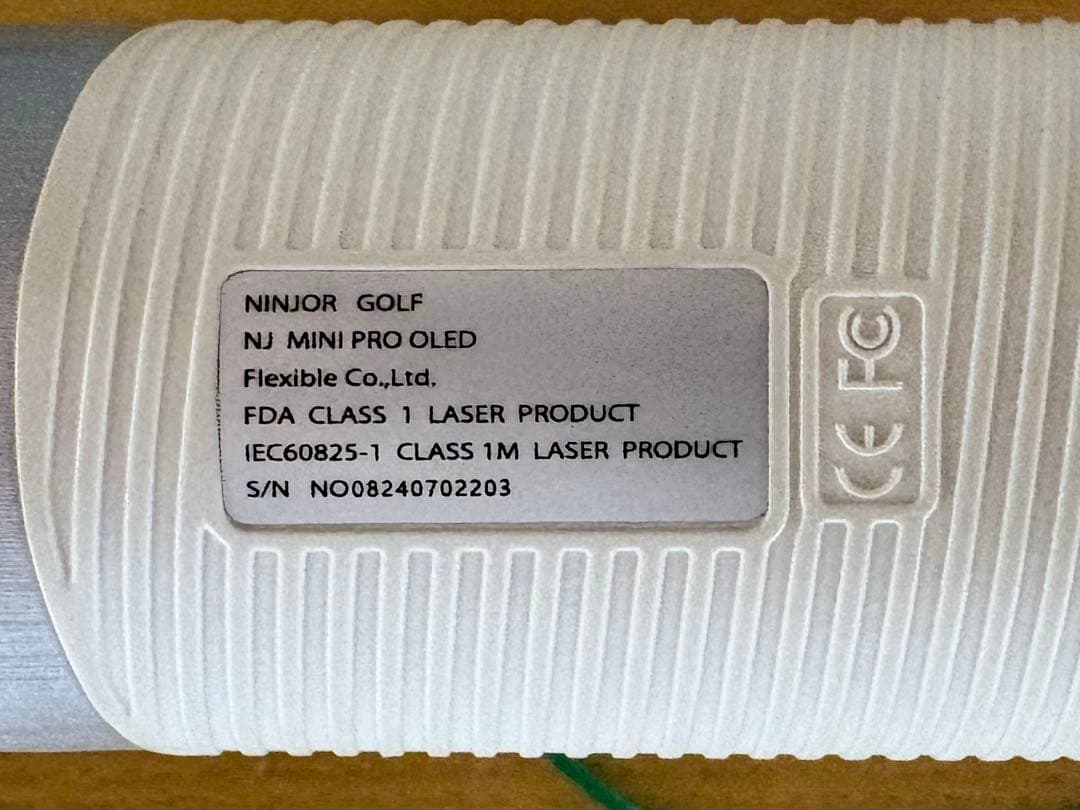 NINJOR GOLF
NJ MINI PRO OLED
Flexible Co.,Ltd.
FDA CLASS 1 LASER PRODUCT
IEC60825-1 CLASS 1M LASER PRODUCT
S/N NO08240702203
CE FC